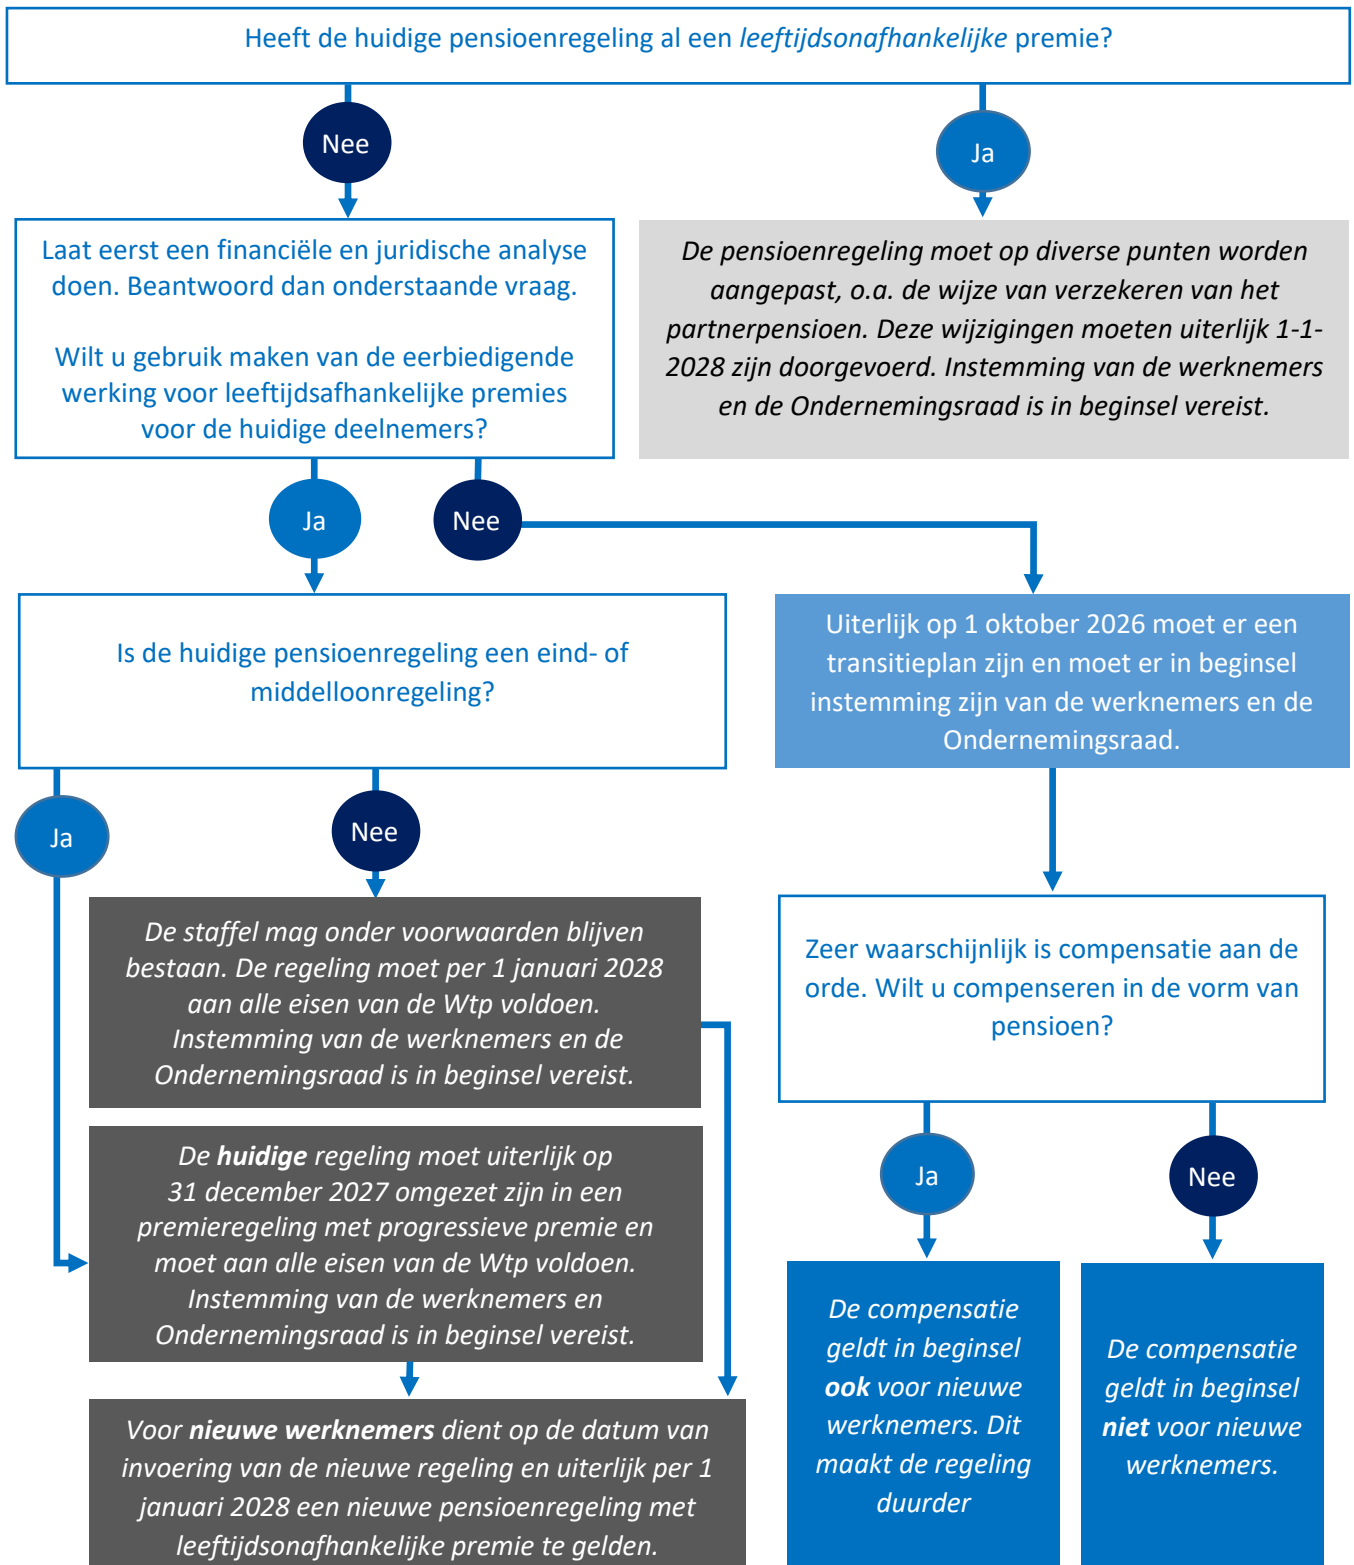 Heeft de huidige pensioenregeling al een leeftijdsonafhankelijke premie?
Nee
Ja
Laat eerst een financiële en juridische analyse
doen. Beantwoord dan onderstaande vraag.
Wilt u gebruik maken van de eerbiedigende
werking voor leeftijdsafhankelijke premies
voor de huidige deelnemers?
De pensioenregeling moet op diverse punten worden
aangepast, o.a. de wijze van verzekeren van het
partnerpensioen. Deze wijzigingen moeten uiterlijk 1-1-
2028 zijn doorgevoerd. Instemming van de werknemers
en de Ondernemingsraad is in beginsel vereist.
Ja
Nee
Is de huidige pensioenregeling een eind- of
middelloonregeling?
Uiterlijk op 1 oktober 2026 moet er een
transitieplan zijn en moet er in beginsel
instemming zijn van de werknemers en de
Ondernemingsraad.
Ja
Nee
De staffel mag onder voorwaarden blijven
bestaan. De regeling moet per 1 januari 2028
aan alle eisen van de Wtp voldoen.
Instemming van de werknemers en de
Ondernemingsraad is in beginsel vereist.
Zeer waarschijnlijk is compensatie aan de
orde. Wilt u compenseren in de vorm van
pensioen?
De huidige regeling moet uiterlijk op
31 december 2027 omgezet zijn in een
premieregeling met progressieve premie en
moet aan alle eisen van de Wtp voldoen.
Instemming van de werknemers en
Ondernemingsraad is in beginsel vereist.
Ja
Nee
De compensatie
geldt in beginsel
ook voor nieuwe
werknemers. Dit
maakt de regeling
duurder
De compensatie
geldt in beginsel
niet voor nieuwe
werknemers.
Voor nieuwe werknemers dient op de datum van
invoering van de nieuwe regeling en uiterlijk per 1
januari 2028 een nieuwe pensioenregeling met
leeftijdsonafhankelijke premie te gelden.